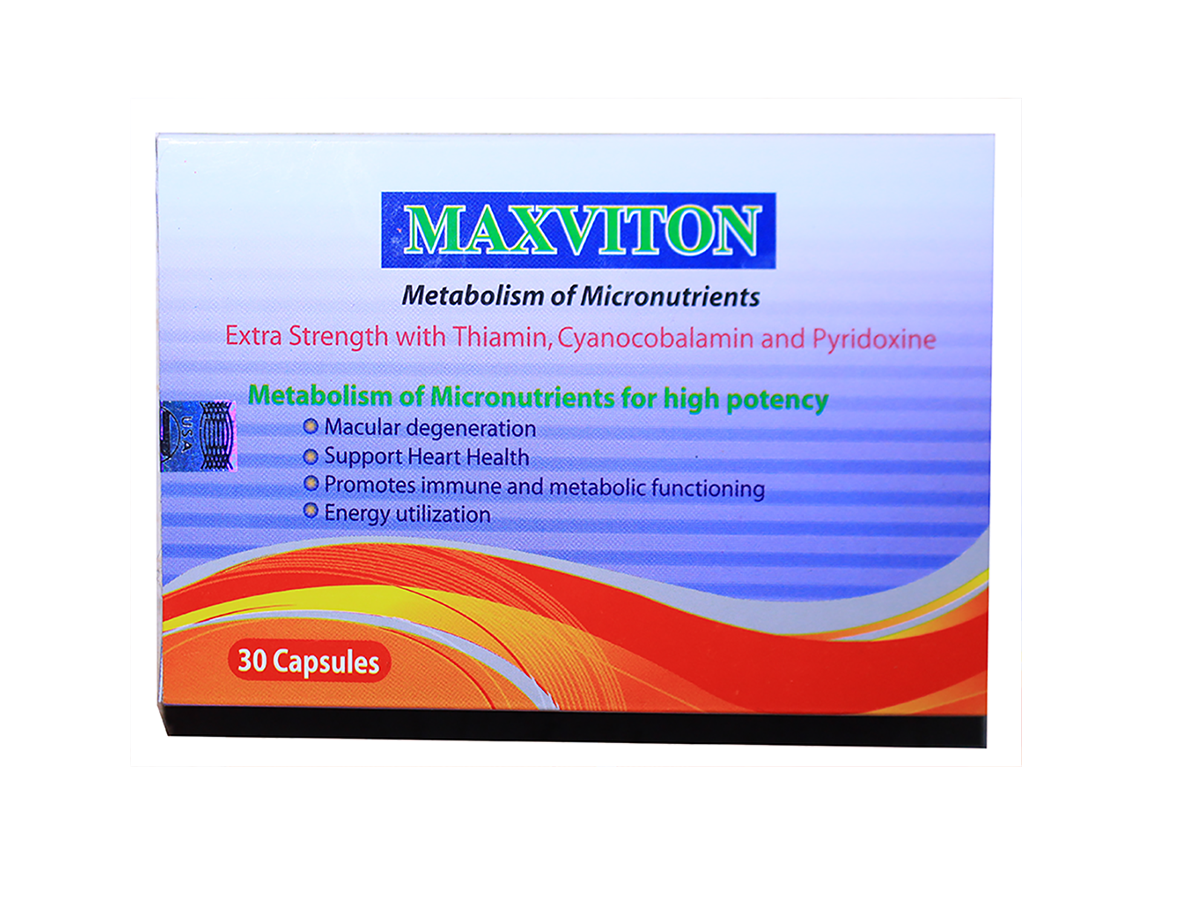 MAXVITON
Metabolism of Micronutrients
Extra Strength with Thiamin, Cyanocobalamin and Pyridoxine
Metabolism of Micronutrients for high potency
Macular degeneration
Support Heart Health
Promotes immune and metabolic functioning
Energy utilization
USA
30 Capsules